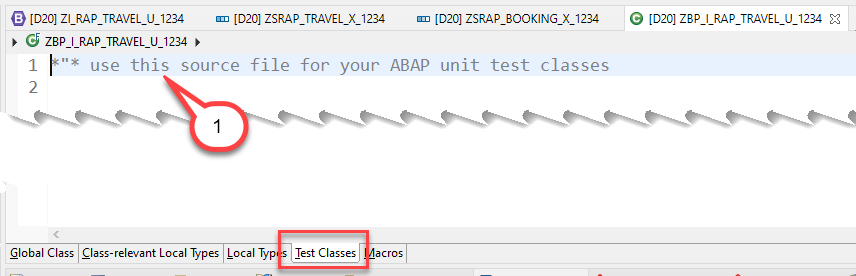 [D20] ZI_RAP_TRAVEL_U_1234
[D20] ZSRAP_TRAVEL_X_1234
[D20] ZSRAP_BOOKING_X_1234
[D20] ZBP_I_RAP_TRAVEL_U_1234
ZBP_I_RAP_TRAVEL_U_1234
1 *"* use this source file for your ABAP unit test classes
2
1
Global Class
Class-relevant Local Types
Local Types
Test Classes
Macros